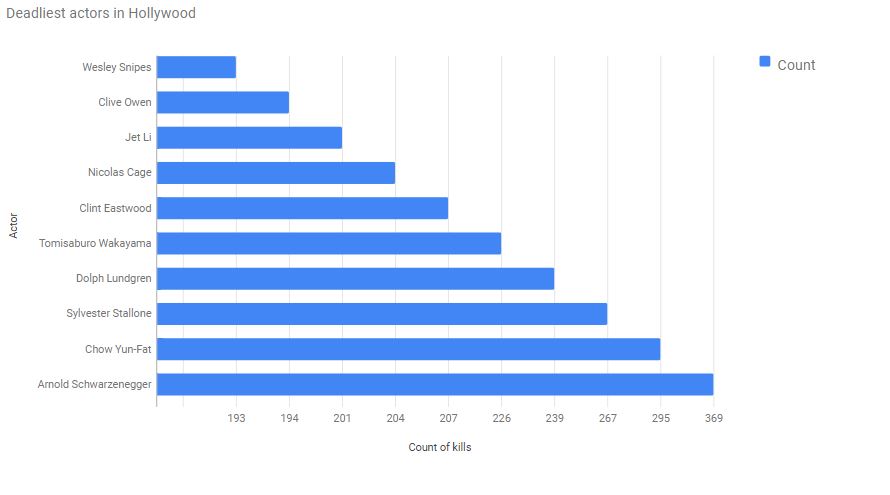 Deadliest actors in Hollywood
Count
Actor
Wesley Snipes
Clive Owen
Jet Li
Nicolas Cage
Clint Eastwood
Tomisaburo Wakayama
Dolph Lundgren
Sylvester Stallone
Chow Yun-Fat
Arnold Schwarzenegger
193 194 201 204 207 226 239 267 295 369
Count of kills